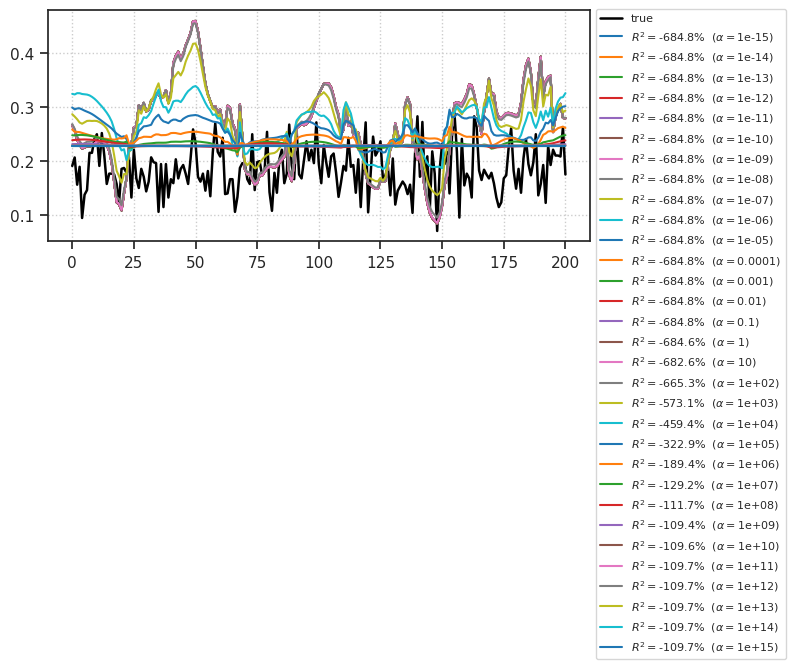 0.4
0.3
0.2
0.1
0 25 50 75 100 125 150 175 200
true
R² = -684.8% (α = 1e-15)
R² = -684.8% (α = 1e-14)
R² = -684.8% (α = 1e-13)
R² = -684.8% (α = 1e-12)
R² = -684.8% (α = 1e-11)
R² = -684.8% (α = 1e-10)
R² = -684.8% (α = 1e-09)
R² = -684.8% (α = 1e-08)
R² = -684.8% (α = 1e-07)
R² = -684.8% (α = 1e-06)
R² = -684.8% (α = 1e-05)
R² = -684.8% (α = 0.0001)
R² = -684.8% (α = 0.001)
R² = -684.8% (α = 0.01)
R² = -684.8% (α = 0.1)
R² = -684.6% (α = 1)
R² = -682.6% (α = 10)
R² = -665.3% (α = 1e+02)
R² = -573.1% (α = 1e+03)
R² = -459.4% (α = 1e+04)
R² = -322.9% (α = 1e+05)
R² = -189.4% (α = 1e+06)
R² = -129.2% (α = 1e+07)
R² = -111.7% (α = 1e+08)
R² = -109.4% (α = 1e+09)
R² = -109.6% (α = 1e+10)
R² = -109.7% (α = 1e+11)
R² = -109.7% (α = 1e+12)
R² = -109.7% (α = 1e+13)
R² = -109.7% (α = 1e+14)
R² = -109.7% (α = 1e+15)